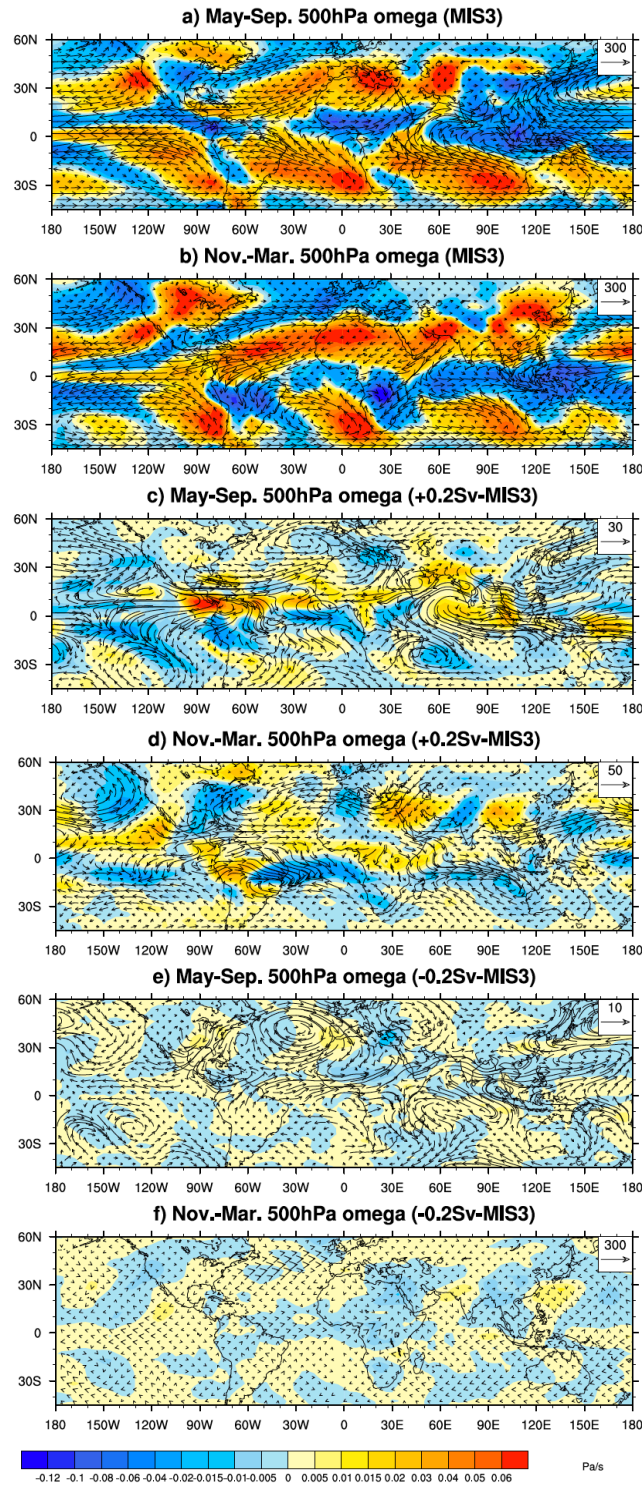 a) May-Sep. 500hPa omega (MIS3)
60N 30N 0 30S
300
180 150W 120W 90W 60W 30W 0 30E 60E 90E 120E 150E 180
b) Nov.-Mar. 500hPa omega (MIS3)
60N 30N 0 30S
300
180 150W 120W 90W 60W 30W 0 30E 60E 90E 120E 150E 180
c) May-Sep. 500hPa omega (+0.2Sv-MIS3)
60N 30N 0 30S
30
180 150W 120W 90W 60W 30W 0 30E 60E 90E 120E 150E 180
d) Nov.-Mar. 500hPa omega (+0.2Sv-MIS3)
60N 30N 0 30S
50
180 150W 120W 90W 60W 30W 0 30E 60E 90E 120E 150E 180
e) May-Sep. 500hPa omega (-0.2Sv-MIS3)
60N 30N 0 30S
10
180 150W 120W 90W 60W 30W 0 30E 60E 90E 120E 150E 180
f) Nov.-Mar. 500hPa omega (-0.2Sv-MIS3)
60N 30N 0 30S
300
180 150W 120W 90W 60W 30W 0 30E 60E 90E 120E 150E 180
-0.12 -0.1 -0.08 -0.06 -0.04 -0.02 -0.015 -0.01 -0.005 0 0.005 0.01 0.015 0.02 0.03 0.04 0.05 0.06 Pa/s